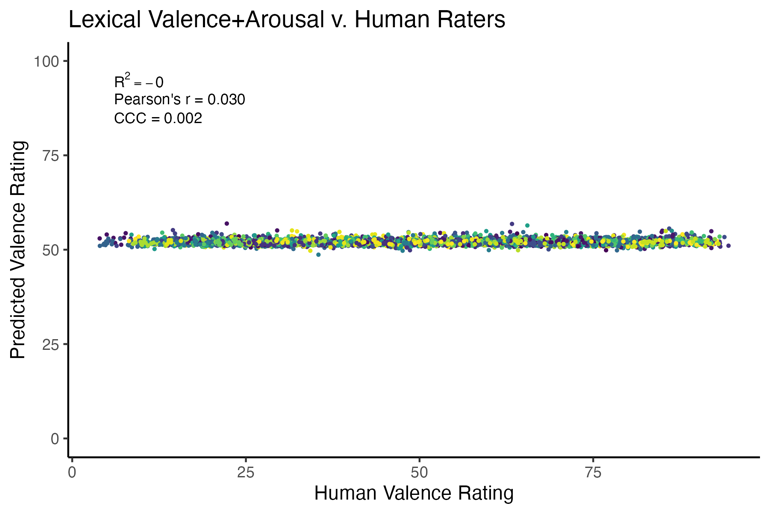 Lexical Valence+Arousal v. Human Raters
R² = −0
Pearson's r = 0.030
CCC = 0.002
100
75
50
25
0
Predicted Valence Rating
0 25 50 75
Human Valence Rating